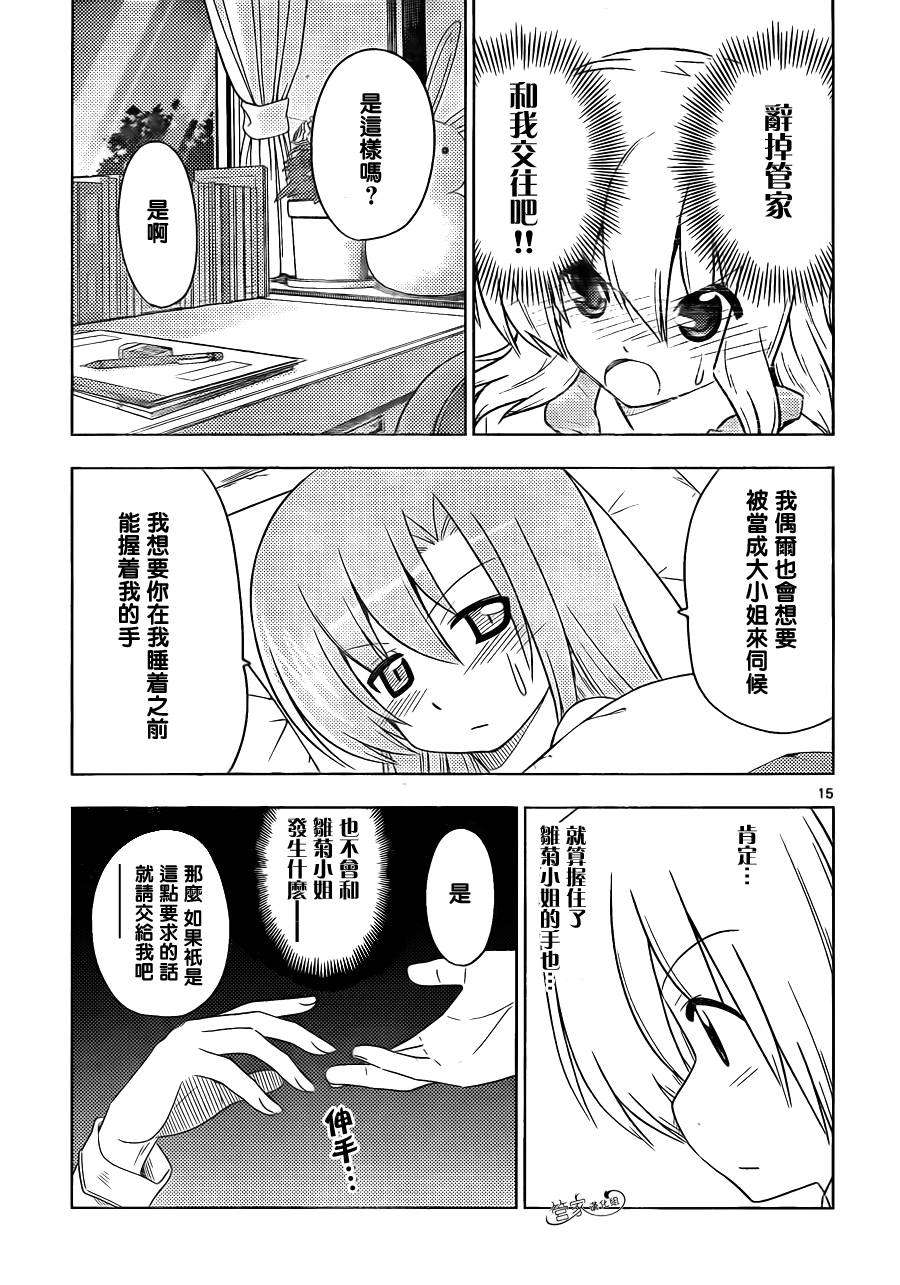 辭掉管家
和我交往吧!!
是這樣嗎?
是啊
我偶爾也會想要
被當成大小姐來伺候
我想要你在我睡着之前
能握着我的手
15
肯定…
就算握住了
雛菊小姐的手也…
是
也不會和
雛菊小姐
發生什麼——
那麼 如果祇是
這點要求的話
就請交給我吧
——
伸手…
管家漢化組